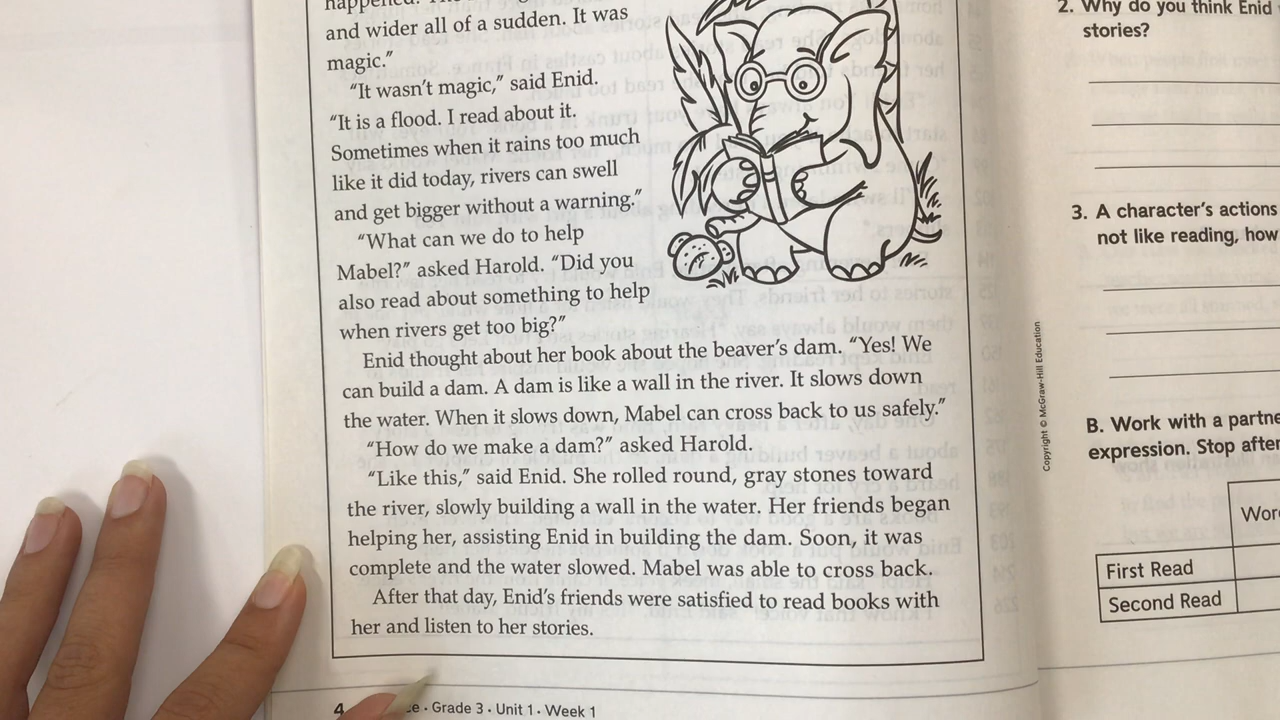 and wider all of a sudden. It was
magic.”
“It wasn’t magic,” said Enid.
“It is a flood. I read about it.
Sometimes when it rains too much
like it did today, rivers can swell
and get bigger without a warning.”
“What can we do to help
Mabel?” asked Harold. “Did you
also read about something to help
when rivers get too big?”
Enid thought about her book about the beaver’s dam. “Yes! We
can build a dam. A dam is like a wall in the river. It slows down
the water. When it slows down, Mabel can cross back to us safely.”
“How do we make a dam?” asked Harold.
“Like this,” said Enid. She rolled round, gray stones toward
the river, slowly building a wall in the water. Her friends began
helping her, assisting Enid in building the dam. Soon, it was
complete and the water slowed. Mabel was able to cross back.
After that day, Enid’s friends were satisfied to read books with
her and listen to her stories.
4
Grade 3 • Unit 1 • Week 1
Copyright © McGraw-Hill Education
2. Why do you think Enid
stories?
3. A character’s actions
not like reading, how
B. Work with a
expression. Stop after
First Read
Second Read